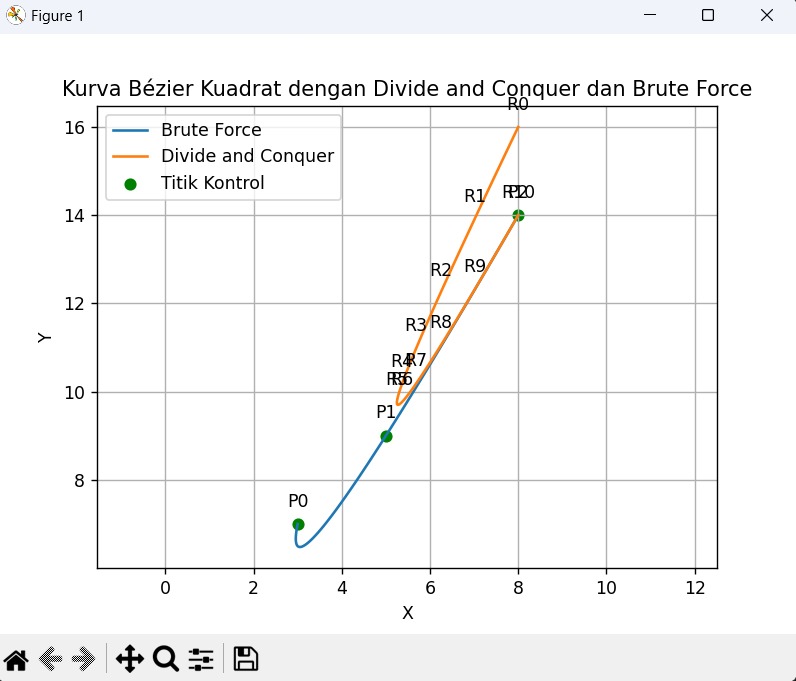 Figure 1
Kurva Bézier Kuadrat dengan Divide and Conquer dan Brute Force
Brute Force
Divide and Conquer
Titik Kontrol
R0
R1
P2
R10
R2
R9
R3
R8
R4
R7
R5
R6
P1
P0
16
14
12
10
8
Y
0
2
4
6
8
10
12
X